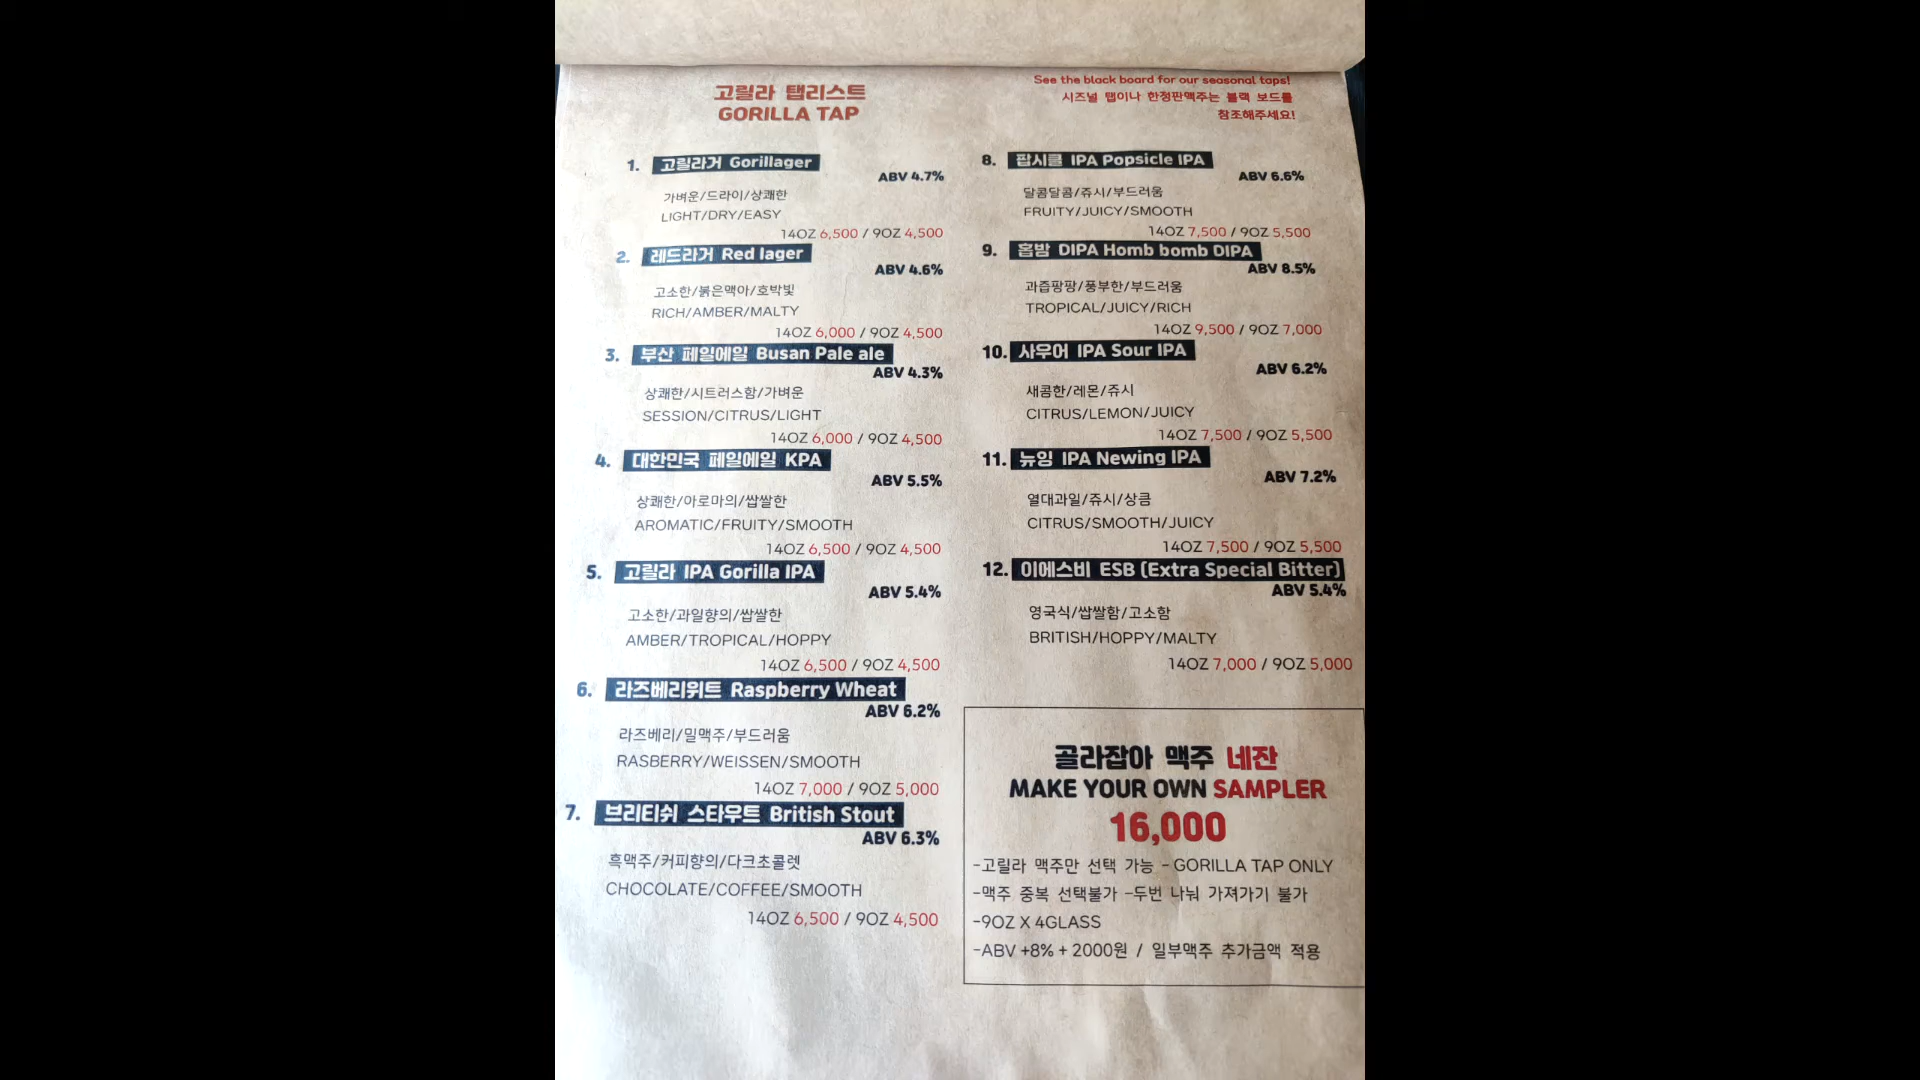 고릴라 탭리스트
GORILLA TAP
See the black board for our seasonal taps!
시즈널 탭이나 한정판맥주는 블랙 보드를
참조해주세요!
1. 고릴라거 Gorillager
ABV 4.7%
가벼운/드라이/상쾌한
LIGHT/DRY/EASY
14OZ 6,500 / 9OZ 4,500
2. 레드라거 Red lager
ABV 4.6%
고소한/붉은맥아/호박빛
RICH/AMBER/MALTY
14OZ 6,000 / 9OZ 4,500
3. 부산 페일에일 Busan Pale ale
ABV 4.3%
상쾌한/시트러스함/가벼운
SESSION/CITRUS/LIGHT
14OZ 6,000 / 9OZ 4,500
4. 대한민국 페일에일 KPA
ABV 5.5%
상쾌한/아로마의/쌉쌀한
AROMATIC/FRUITY/SMOOTH
14OZ 6,500 / 9OZ 4,500
5. 고릴라 IPA Gorilla IPA
ABV 5.4%
고소한/과일향의/쌉쌀한
AMBER/TROPICAL/HOPPY
14OZ 6,500 / 9OZ 4,500
6. 라즈베리위트 Raspberry Wheat
ABV 6.2%
라즈베리/밀맥주/부드러움
RASBERRY/WEISSEN/SMOOTH
14OZ 7,000 / 9OZ 5,000
7. 브리티쉬 스타우트 British Stout
ABV 6.3%
흑맥주/커피향의/다크초콜렛
CHOCOLATE/COFFEE/SMOOTH
14OZ 6,500 / 9OZ 4,500
8. 팝시클 IPA Popsicle IPA
ABV 6.6%
달콤달콤/쥬시/부드러움
FRUITY/JUICY/SMOOTH
14OZ 7,500 / 9OZ 5,500
9. 홉밤 DIPA Homb bomb DIPA
ABV 8.5%
과즙팡팡/풍부한/부드러움
TROPICAL/JUICY/RICH
14OZ 9,500 / 9OZ 7,000
10. 사우어 IPA Sour IPA
ABV 6.2%
새콤한/레몬/쥬시
CITRUS/LEMON/JUICY
14OZ 7,500 / 9OZ 5,500
11. 뉴잉 IPA Newing IPA
ABV 7.2%
열대과일/쥬시/상큼
CITRUS/SMOOTH/JUICY
14OZ 7,500 / 9OZ 5,500
12. 이에스비 ESB (Extra Special Bitter)
ABV 5.4%
영국식/쌉쌀함/고소함
BRITISH/HOPPY/MALTY
14OZ 7,000 / 9OZ 5,000
골라잡아 맥주 네잔
MAKE YOUR OWN SAMPLER
16,000
-고릴라 맥주만 선택 가능 - GORILLA TAP ONLY
-맥주 중복 선택불가 -두번 나눠 가져가기 불가
-9OZ X 4GLASS
-ABV +8% + 2000원 / 일부맥주 추가금액 적용